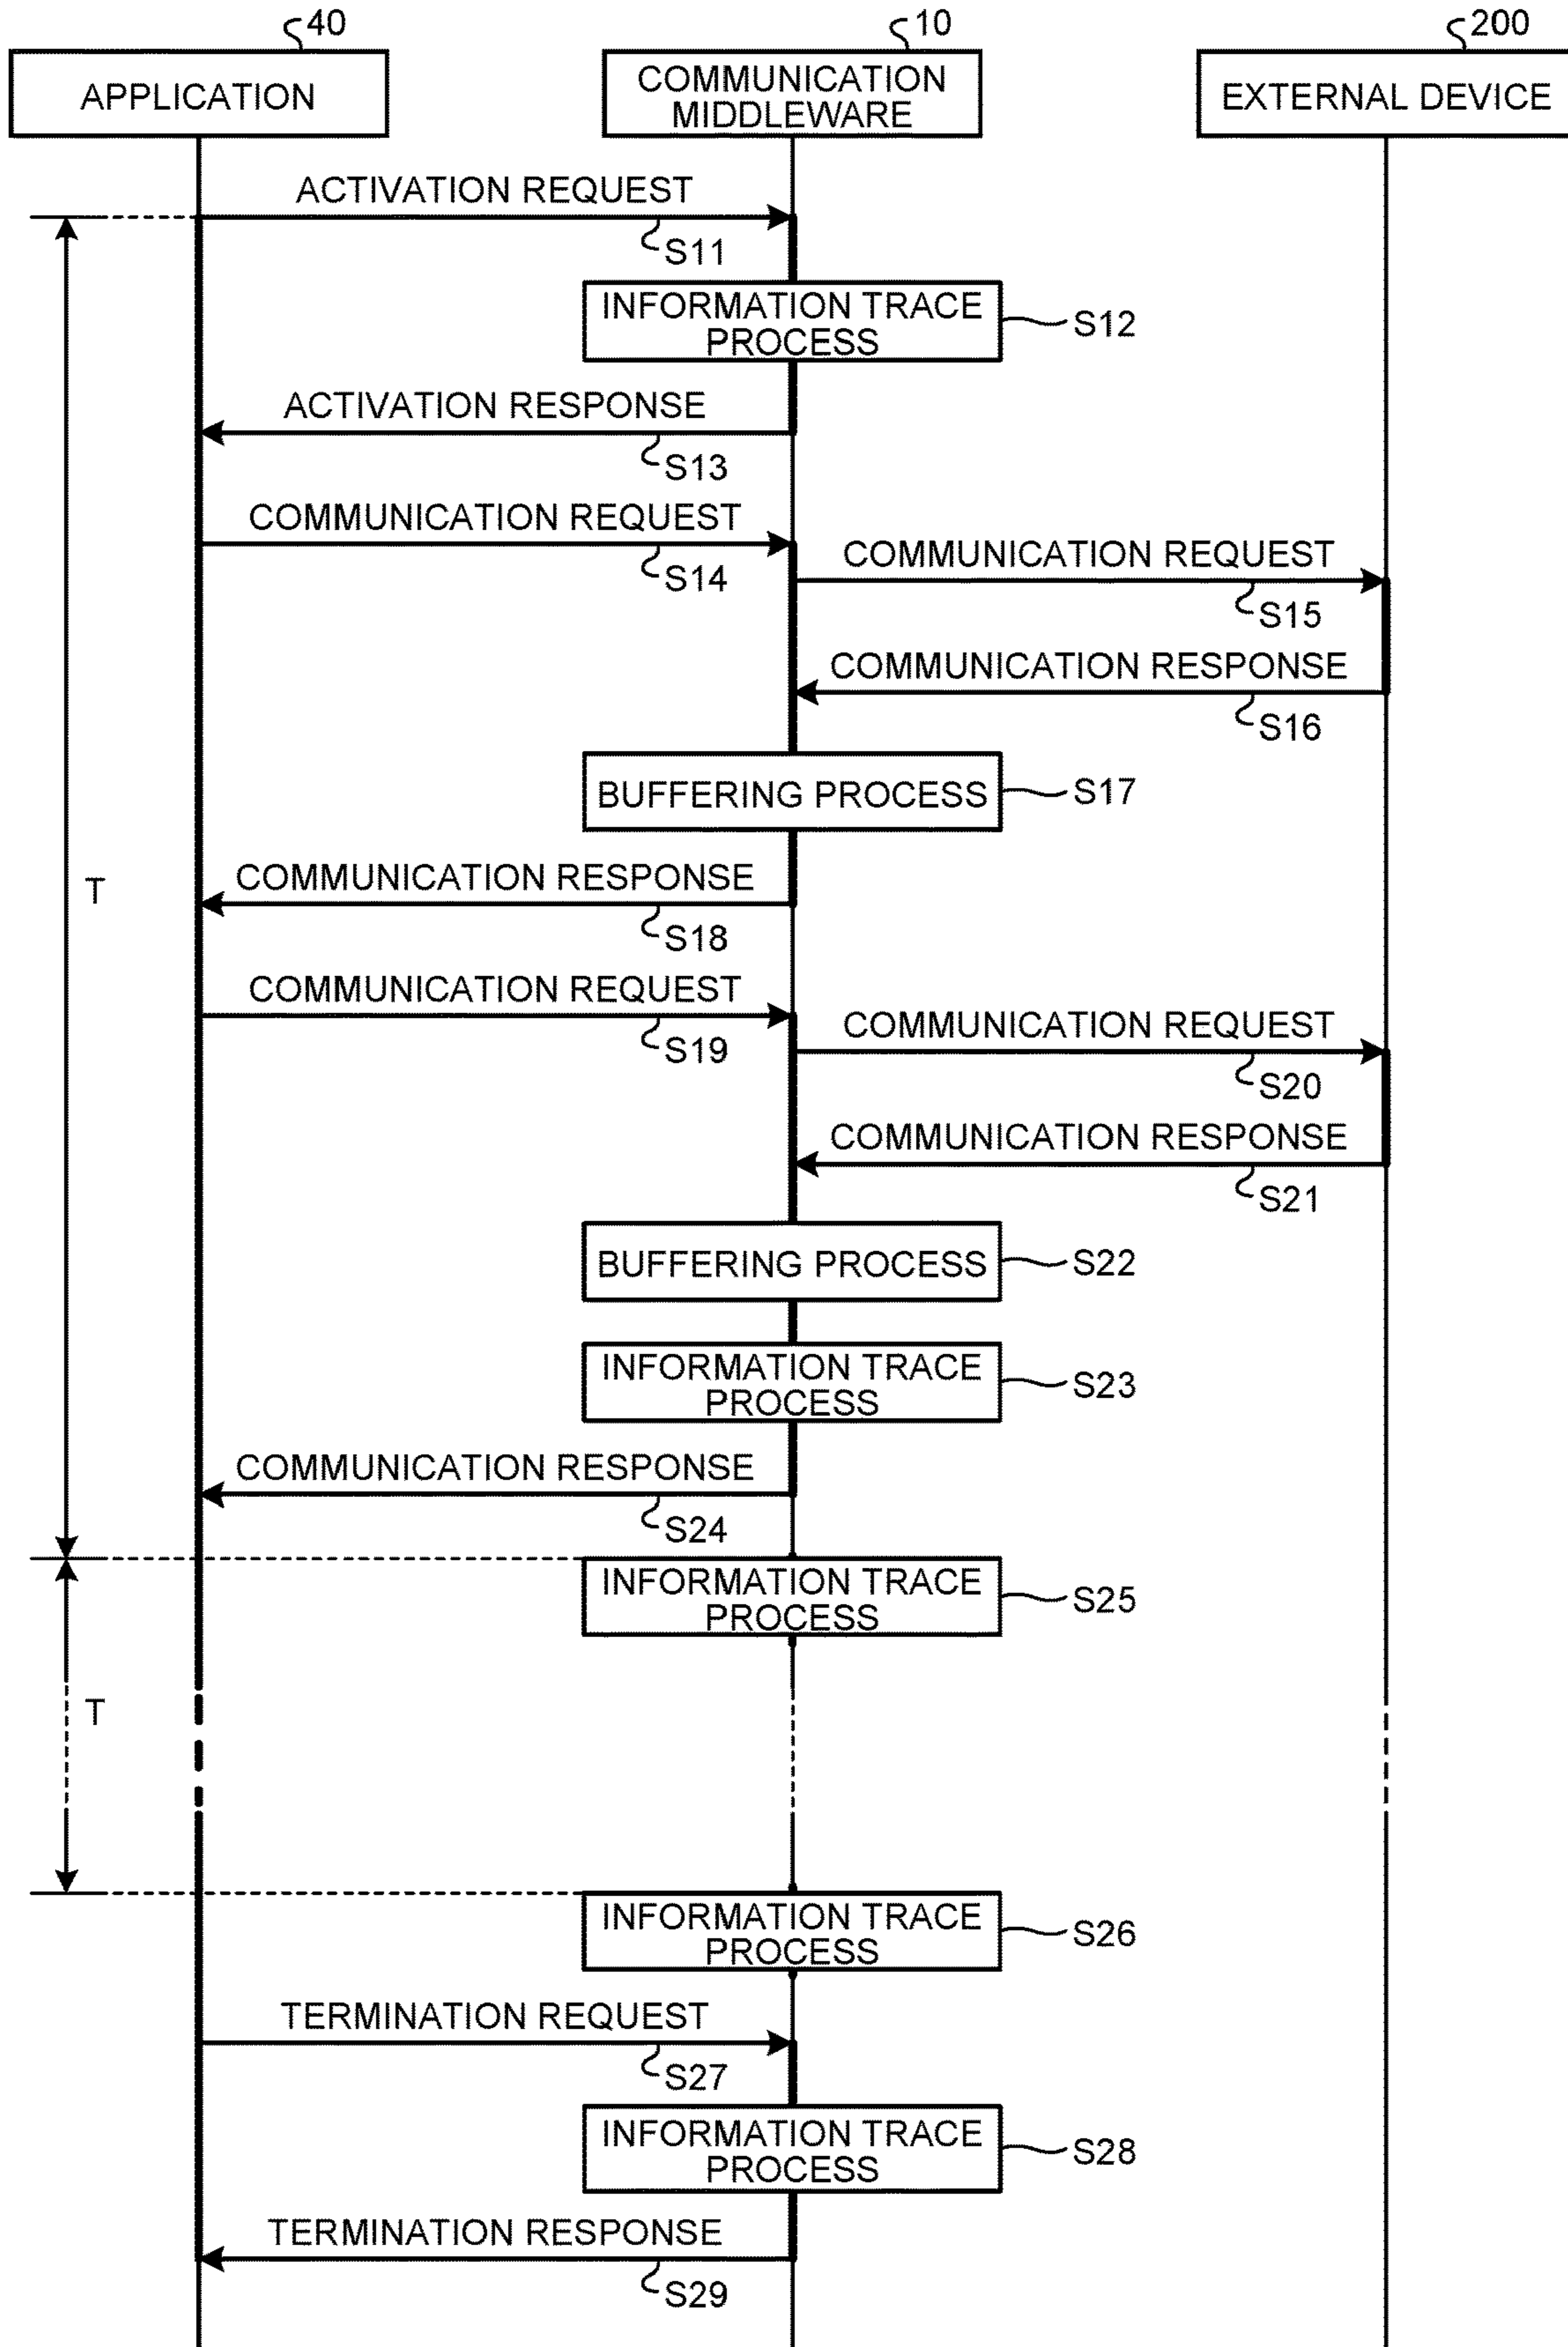 40
10
200
APPLICATION
COMMUNICATION
MIDDLEWARE
EXTERNAL DEVICE
ACTIVATION REQUEST
S11
INFORMATION TRACE
PROCESS
S12
ACTIVATION RESPONSE
S13
COMMUNICATION REQUEST
S14
COMMUNICATION REQUEST
S15
COMMUNICATION RESPONSE
S16
BUFFERING PROCESS
S17
T
COMMUNICATION RESPONSE
S18
COMMUNICATION REQUEST
S19
COMMUNICATION REQUEST
S20
COMMUNICATION RESPONSE
S21
BUFFERING PROCESS
S22
INFORMATION TRACE
PROCESS
S23
COMMUNICATION RESPONSE
S24
INFORMATION TRACE
PROCESS
S25
T
INFORMATION TRACE
PROCESS
S26
TERMINATION REQUEST
S27
INFORMATION TRACE
PROCESS
S28
TERMINATION RESPONSE
S29